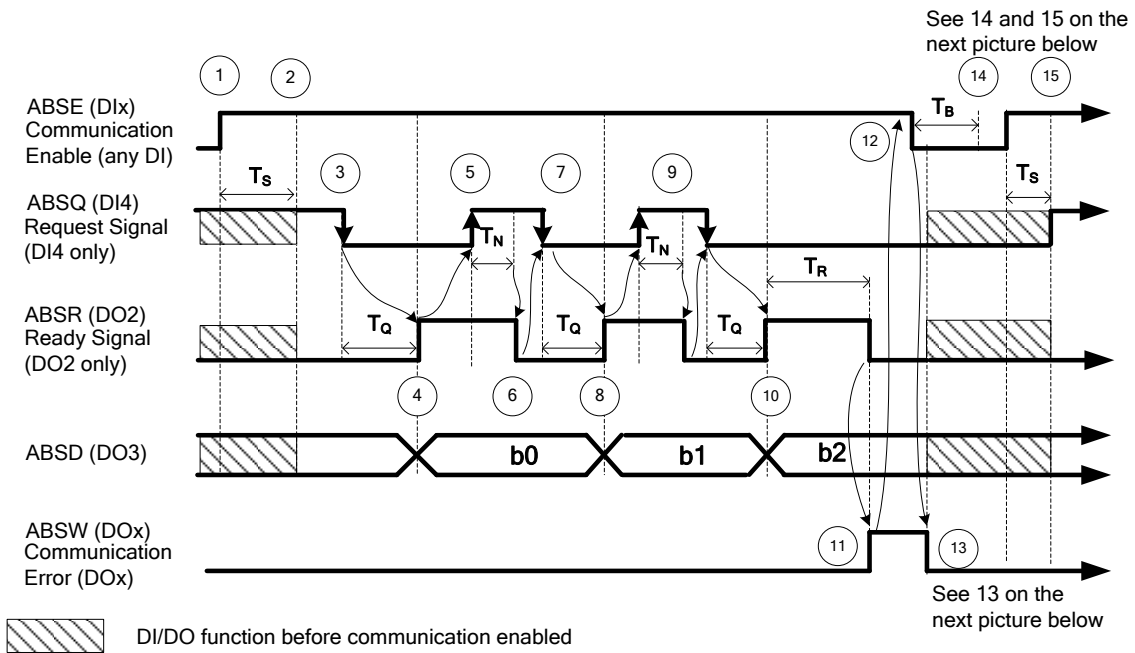 See 14 and 15 on the
next picture below
1
2
14
15
ABSE (DIx)
Communication
Enable (any DI)
TB
12
TS
3
5
7
9
TS
ABSQ (DI4)
Request Signal
(DI4 only)
TN
TN
TR
ABSR (DO2)
Ready Signal
(DO2 only)
TQ
TQ
TQ
4
6
8
10
ABSD (DO3)
b0
b1
b2
ABSW (DOx)
Communication
Error (DOx)
11
13
See 13 on the
next picture below
DI/DO function before communication enabled